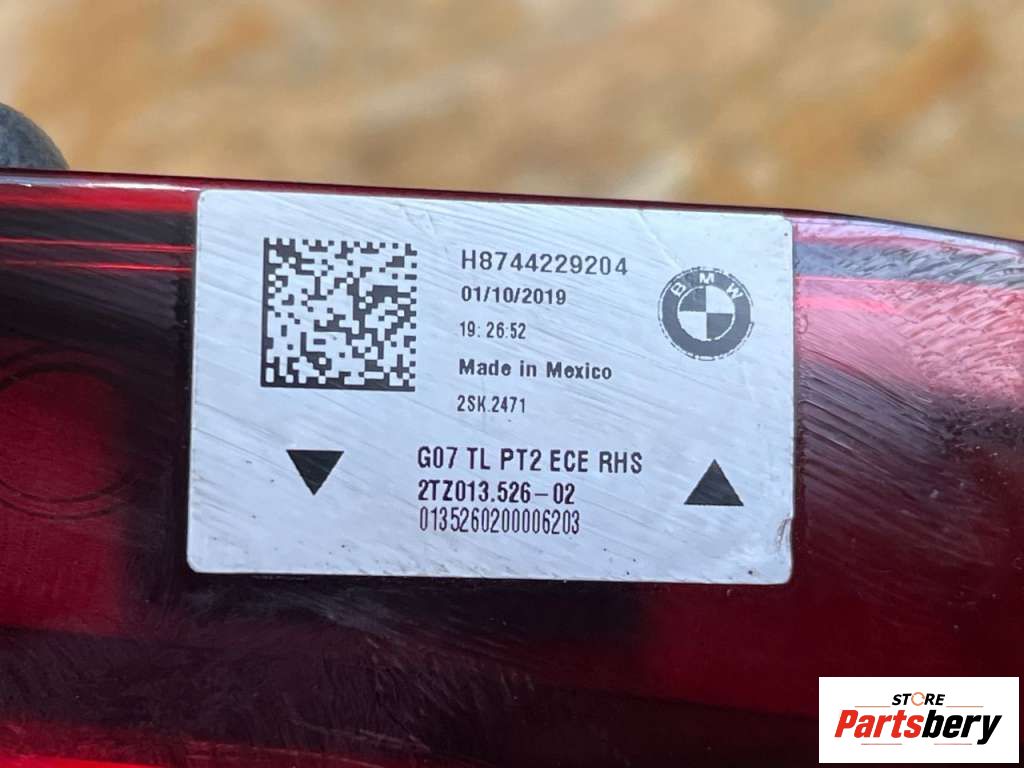 H8744229204
01/10/2019
19:26:52
Made in Mexico
2SK.2471
BMW
G07 TL PT2 ECE RHS
2TZ013.526-02
0135260200006203
STORE
Partsbery